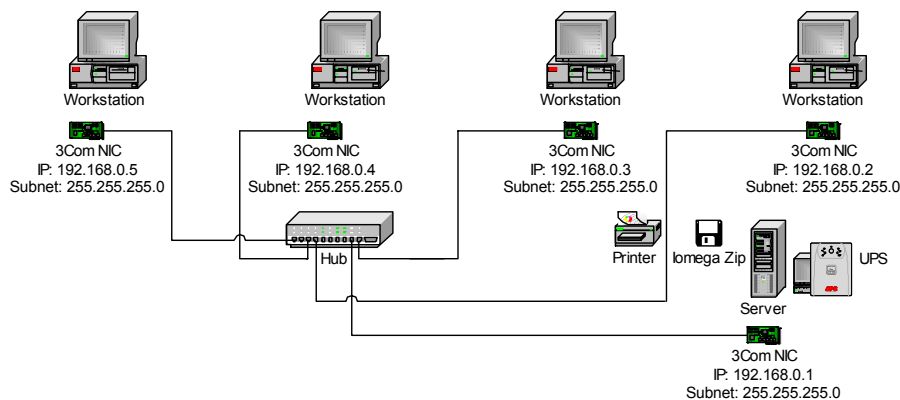 Workstation
Workstation
Workstation
Workstation
3Com NIC
IP: 192.168.0.5
Subnet: 255.255.255.0
3Com NIC
IP: 192.168.0.4
Subnet: 255.255.255.0
3Com NIC
IP: 192.168.0.3
Subnet: 255.255.255.0
3Com NIC
IP: 192.168.0.2
Subnet: 255.255.255.0
Hub
Printer
Iomega Zip
UPS
Server
3Com NIC
IP: 192.168.0.1
Subnet: 255.255.255.0